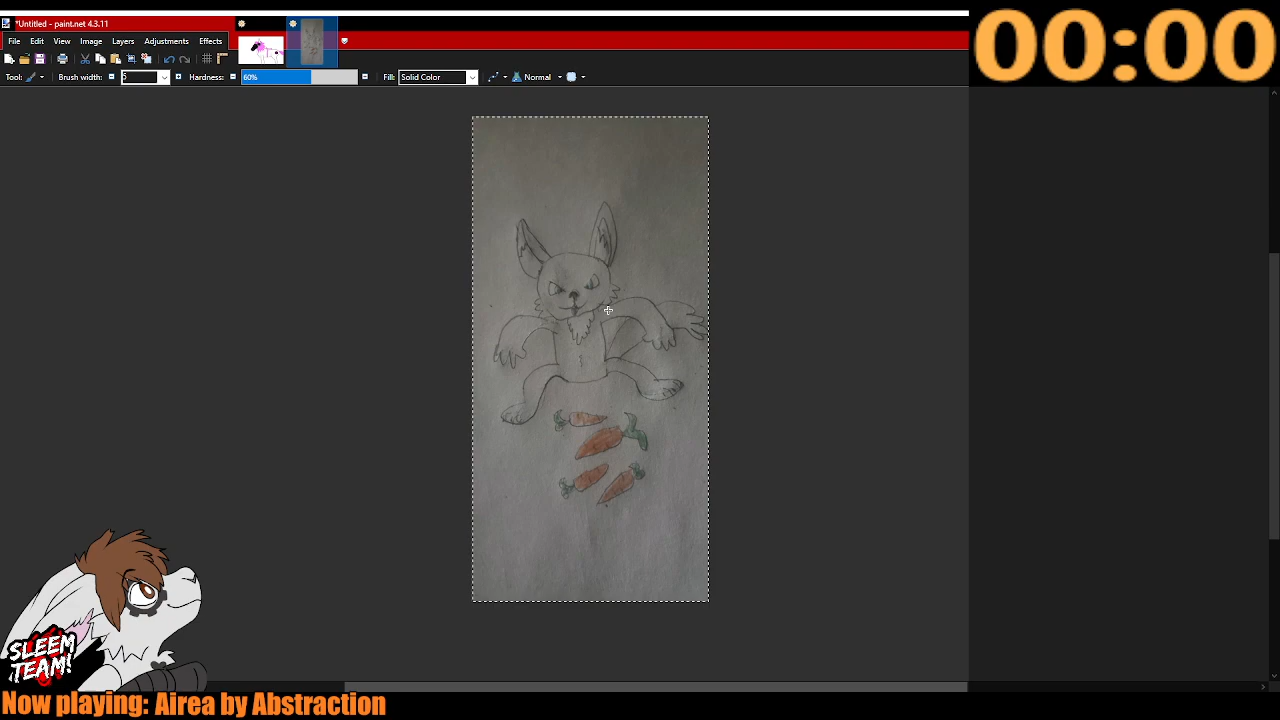 *Untitled - paint.net 4.3.11
00:00
File Edit View Image Layers Adjustments Effects
Tool: Brush width: 5 Hardness: 60% Fill: Solid Color Normal
SLEEM
TEAM!
Now playing: Airea by Abstraction